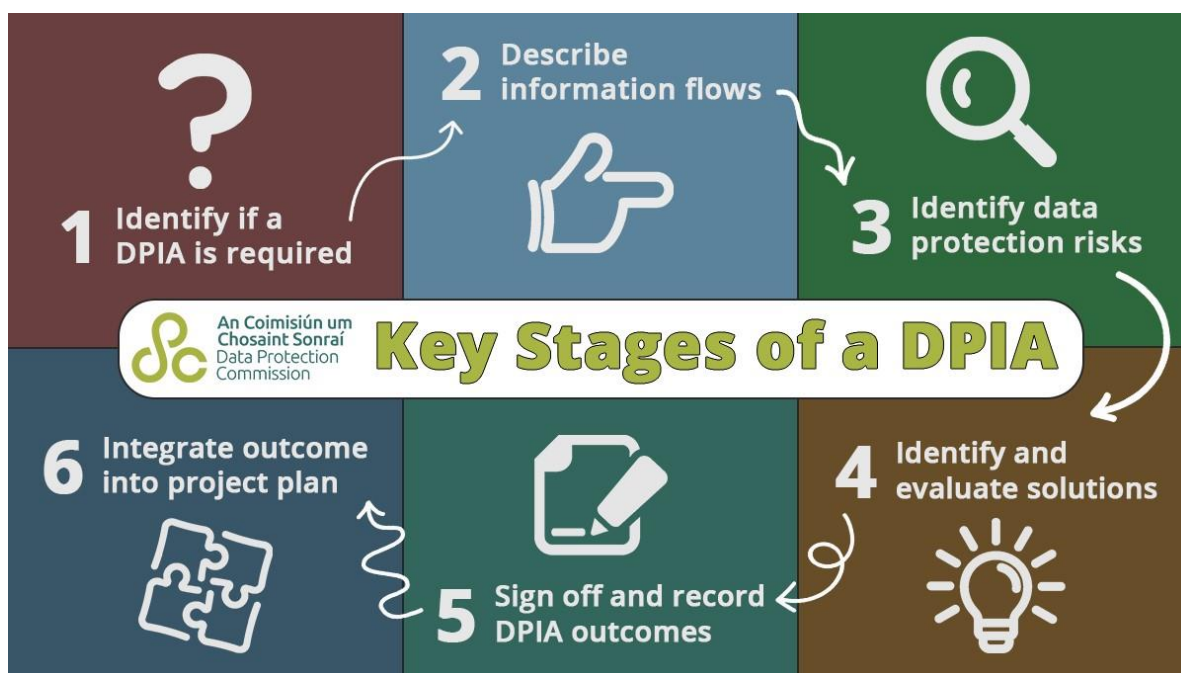 1
Identify if a
DPIA is required
2
Describe
information flows
3
Identify data
protection risks
An Coimisiún um
Chosaint Sonraí
Data Protection
Commission
Key Stages of a DPIA
4
Identify and
evaluate solutions
5
Sign off and record
DPIA outcomes
6
Integrate outcome
into project plan